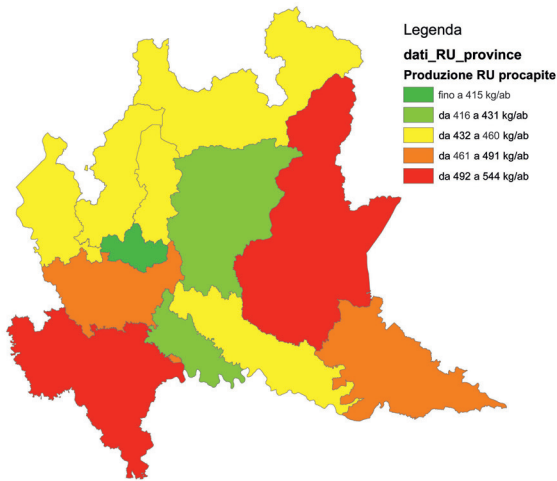 Legenda
dati_RU_province
Produzione RU procapite
fino a 415 kg/ab
da 416 a 431 kg/ab
da 432 a 460 kg/ab
da 461 a 491 kg/ab
da 492 a 544 kg/ab